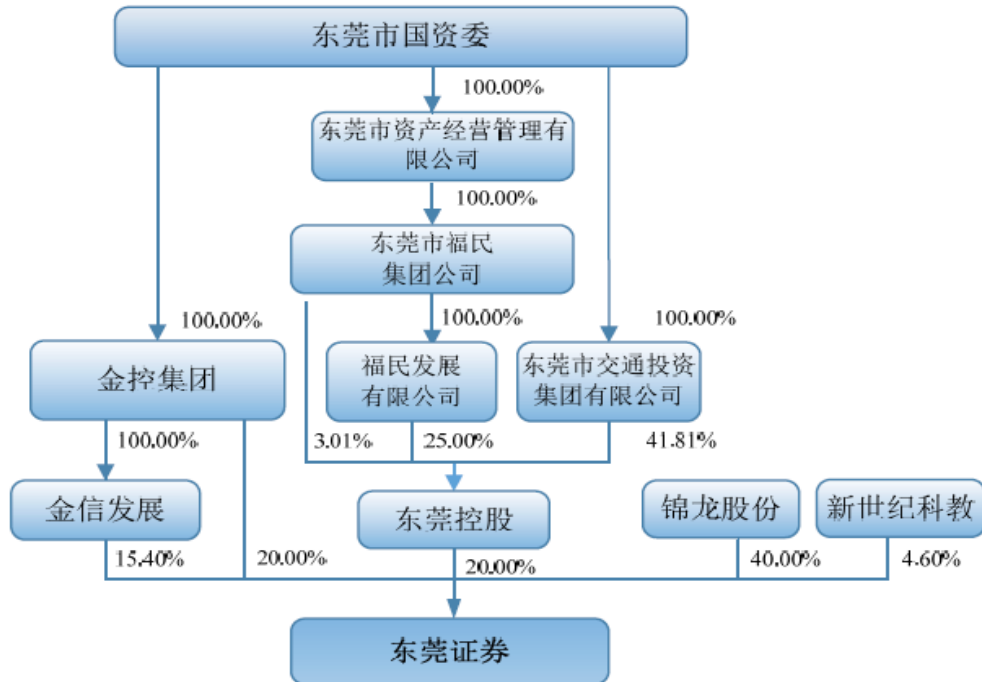 东莞市国资委
100.00%
东莞市资产经营管理有
限公司
100.00%
东莞市福民
集团公司
100.00%
100.00%
100.00%
金控集团
福民发展
有限公司
东莞市交通投资
集团有限公司
100.00%
3.01%
25.00%
41.81%
金信发展
东莞控股
锦龙股份
新世纪科教
15.40%
20.00%
20.00%
40.00%
4.60%
东莞证券